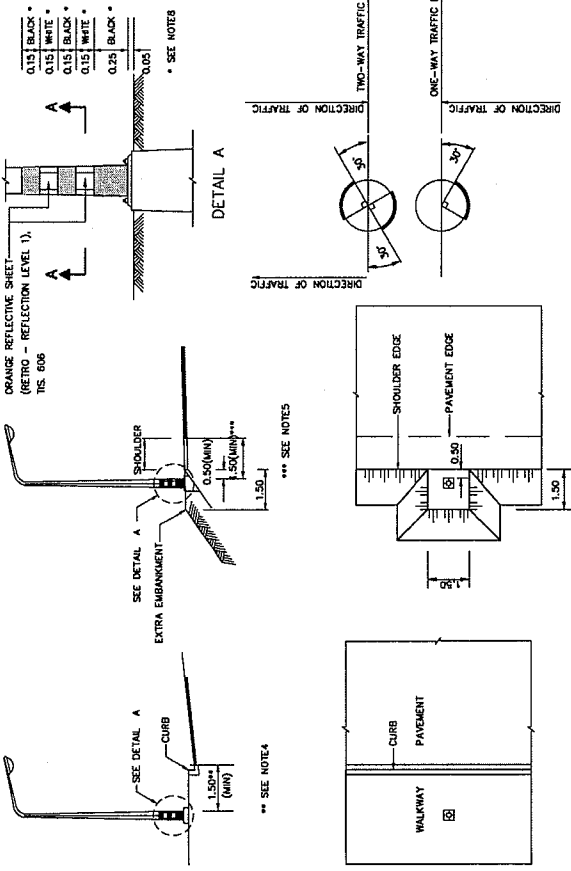 ORANGE REFLECTIVE SHEET
(RETRO - REFLECTION LEVEL 1),
TIS. 606
A
A
0.15 BLACK *
0.15 WHITE *
0.15 BLACK *
0.15 WHITE *
0.25 BLACK *
0.05
* SEE NOTE6
DETAIL A
SEE DETAIL A
EXTRA EMBANKMENT
SHOULDER
0.50(MIN)
1.50(MIN)***
1.50
*** SEE NOTE5
SEE DETAIL A
CURB
1.50**
(MIN)
** SEE NOTE4
WALKWAY
CURB
PAVEMENT
SHOULDER EDGE
PAVEMENT EDGE
0.50
1.50
1.50
DIRECTION OF TRAFFIC
DIRECTION OF TRAFFIC
TWO-WAY TRAFFIC
30°
30°
DIRECTION OF TRAFFIC
ONE-WAY TRAFFIC
30°